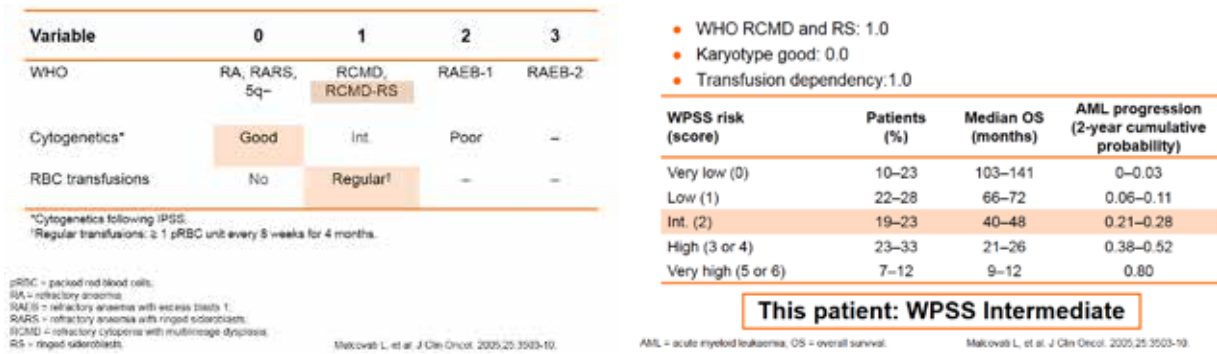 Variable 0 1 2 3
WHO RA, RARS, 5q− RCMD, RCMD-RS RAEB-1 RAEB-2
Cytogenetics* Good Int. Poor –
RBC transfusions No Regular† – –
*Cytogenetics following IPSS.
†Regular transfusions: ≥ 1 pRBC unit every 8 weeks for 4 months.
pRBC = packed red blood cells;
RA = refractory anaemia;
RAEB = refractory anaemia with excess blasts 1;
RARS = refractory anaemia with ringed sideroblasts;
RCMD = refractory cytopenia with multilineage dysplasia;
RS = ringed sideroblasts.
Malcovati L, et al. J Clin Oncol. 2005;25:3503-10.
• WHO RCMD and RS: 1.0
• Karyotype good: 0.0
• Transfusion dependency:1.0
WPSS risk (score) Patients (%) Median OS (months) AML progression (2-year cumulative probability)
Very low (0) 10–23 103–141 0–0.03
Low (1) 22–28 66–72 0.06–0.11
Int. (2) 19–23 40–48 0.21–0.28
High (3 or 4) 23–33 21–26 0.38–0.52
Very high (5 or 6) 7–12 9–12 0.80
This patient: WPSS Intermediate
AML = acute myeloid leukaemia; OS = overall survival.
Malcovati L, et al. J Clin Oncol. 2005;25:3503-10.